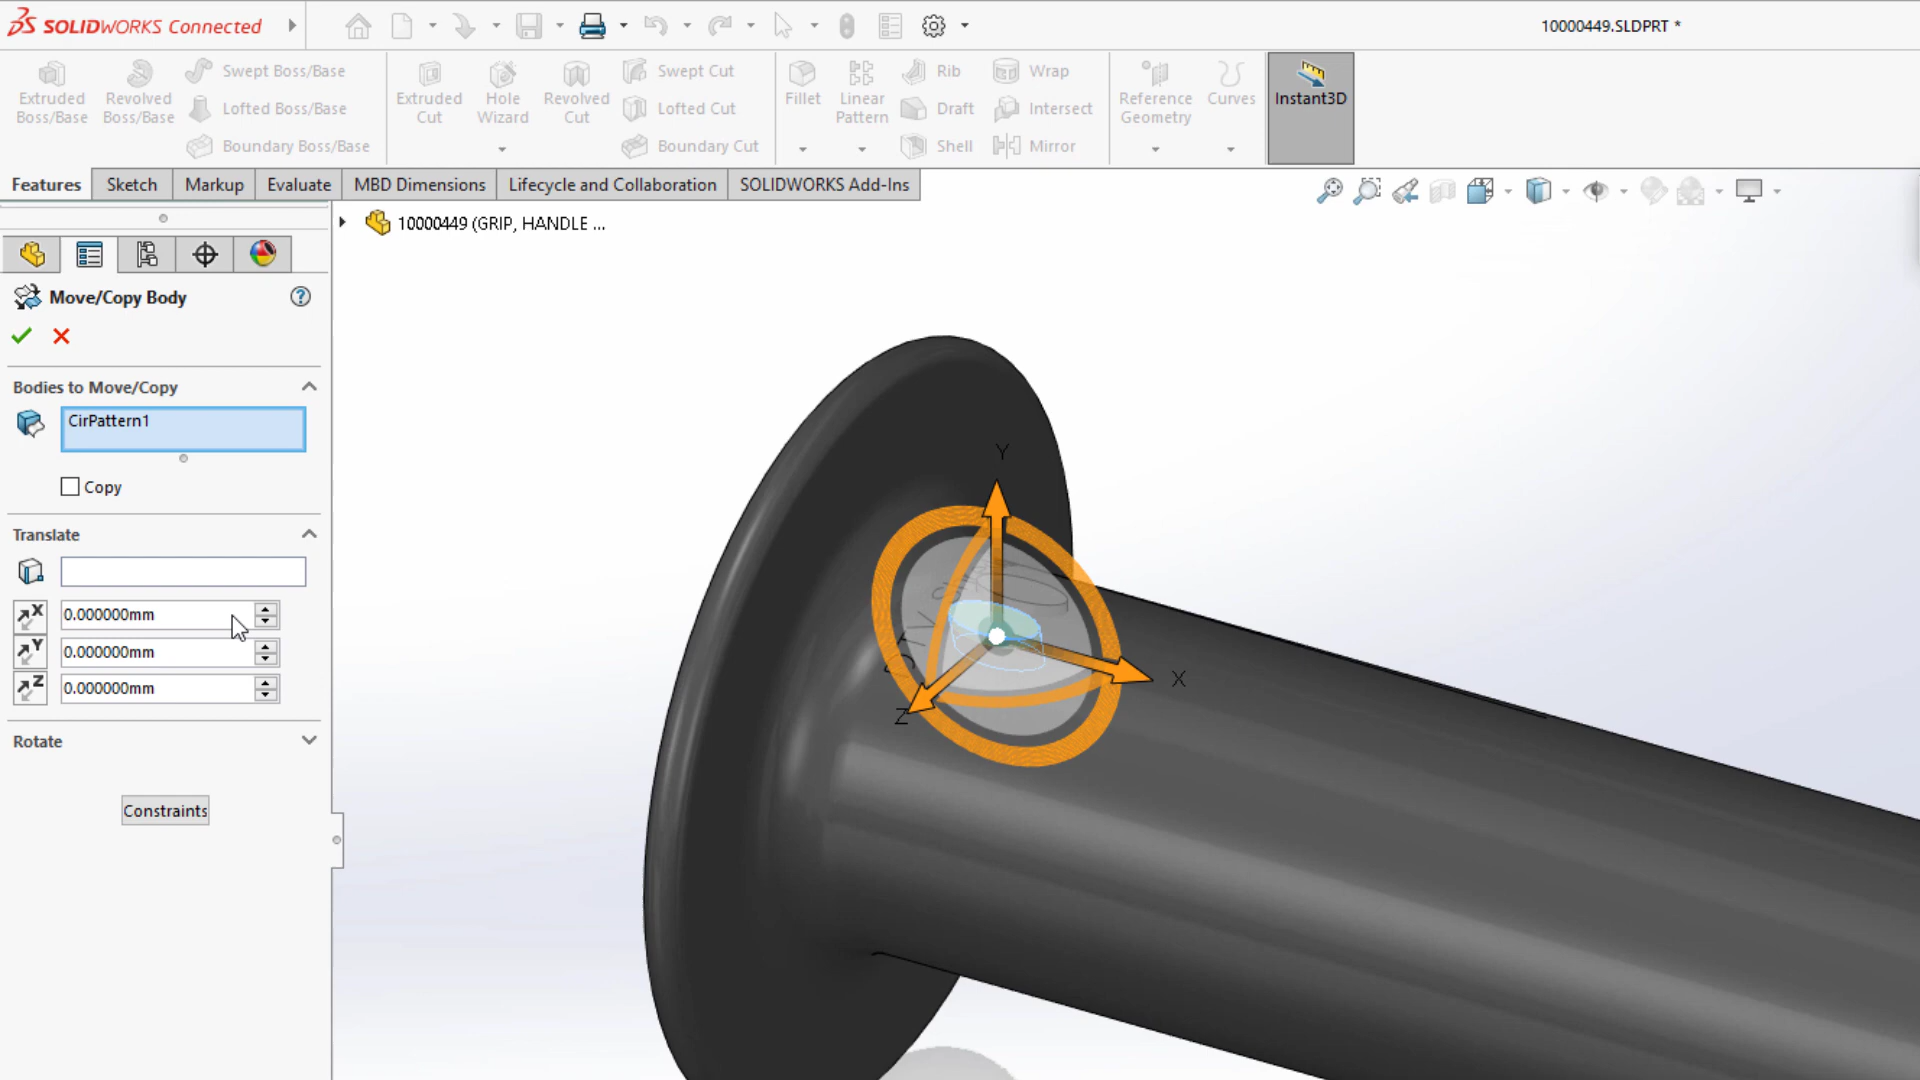 SOLIDWORKS Connected
10000449.SLDPRT *
Extruded Boss/Base
Revolved Boss/Base
Swept Boss/Base
Lofted Boss/Base
Boundary Boss/Base
Extruded Cut
Hole Wizard
Revolved Cut
Swept Cut
Lofted Cut
Boundary Cut
Fillet
Linear Pattern
Rib
Draft
Shell
Wrap
Intersect
Mirror
Reference Geometry
Curves
Instant3D
Features
Sketch
Markup
Evaluate
MBD Dimensions
Lifecycle and Collaboration
SOLIDWORKS Add-Ins
10000449 (GRIP, HANDLE ...
Move/Copy Body
Bodies to Move/Copy
CirPattern1
Copy
Translate
X
0.000000mm
Y
0.000000mm
Z
0.000000mm
Rotate
Constraints
Y
X
Z